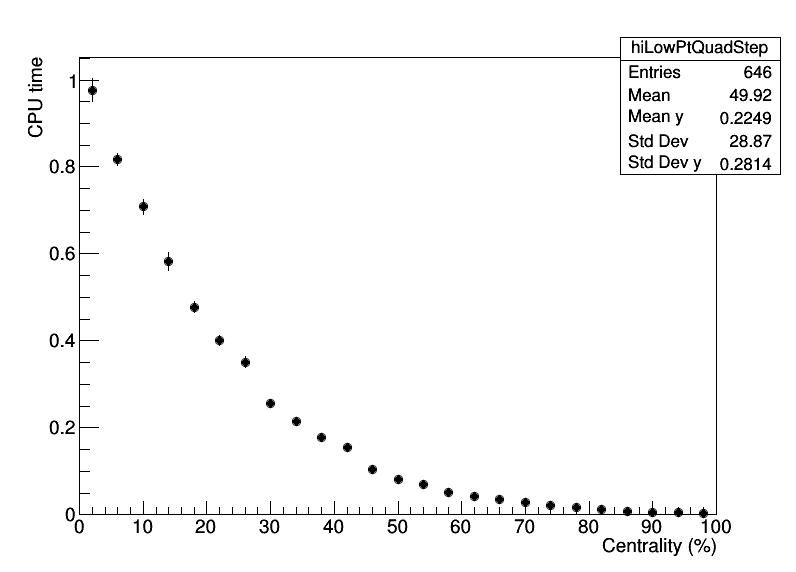 hiLowPtQuadStep
Entries 646
Mean 49.92
Mean y 0.2249
Std Dev 28.87
Std Dev y 0.2814
CPU time
1
0.8
0.6
0.4
0.2
0
0 10 20 30 40 50 60 70 80 90 100
Centrality (%)